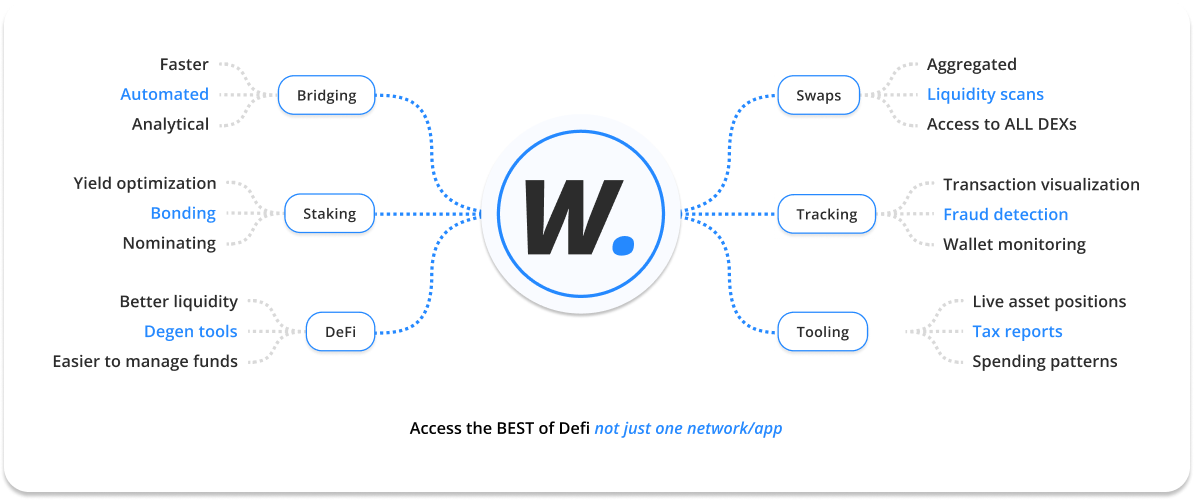 Faster
Automated
Analytical
Bridging
Yield optimization
Bonding
Nominating
Staking
Better liquidity
Degen tools
Easier to manage funds
DeFi
W.
Swaps
Aggregated
Liquidity scans
Access to ALL DEXs
Tracking
Transaction visualization
Fraud detection
Wallet monitoring
Tooling
Live asset positions
Tax reports
Spending patterns
Access the BEST of Defi not just one network/app